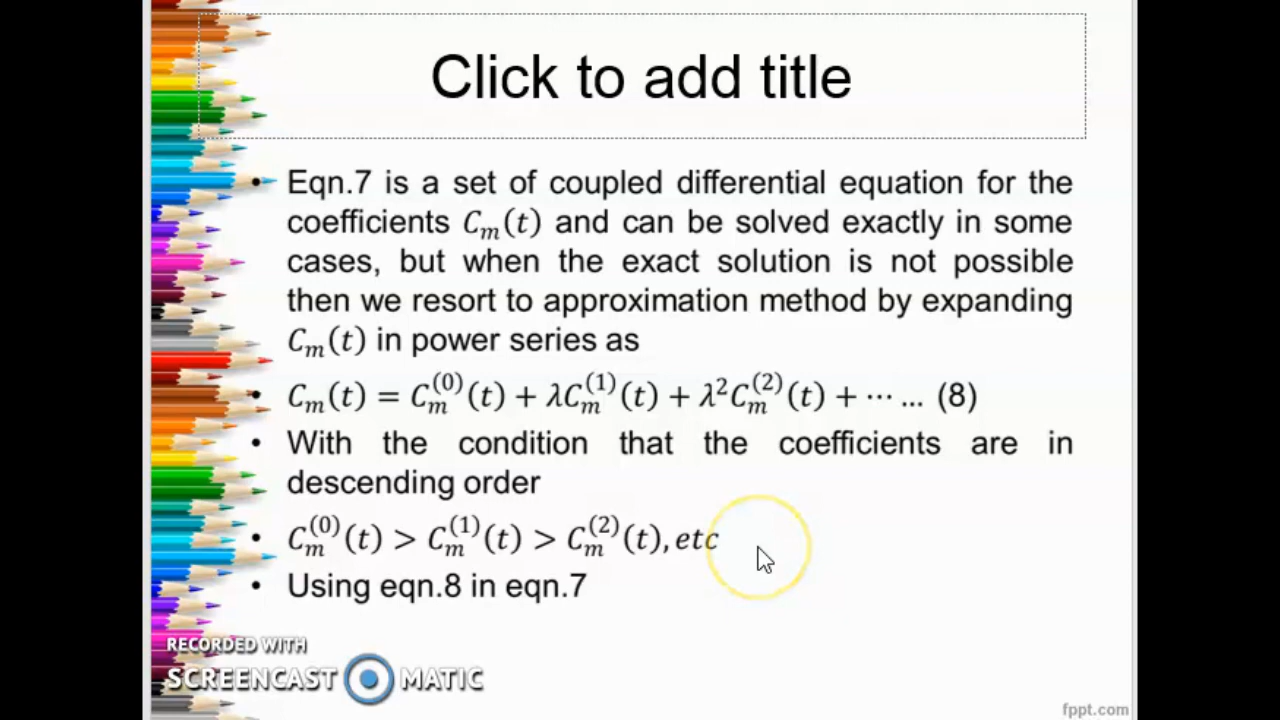 Click to add title
• Eqn.7 is a set of coupled differential equation for the
coefficients C_m(t) and can be solved exactly in some
cases, but when the exact solution is not possible
then we resort to approximation method by expanding
C_m(t) in power series as
• C_m(t) = C_m^(0)(t) + λC_m^(1)(t) + λ²C_m^(2)(t) + ⋯ … (8)
• With the condition that the coefficients are in
descending order
• C_m^(0)(t) > C_m^(1)(t) > C_m^(2)(t), etc
• Using eqn.8 in eqn.7
RECORDED WITH
SCREENCAST MATIC
fppt.com